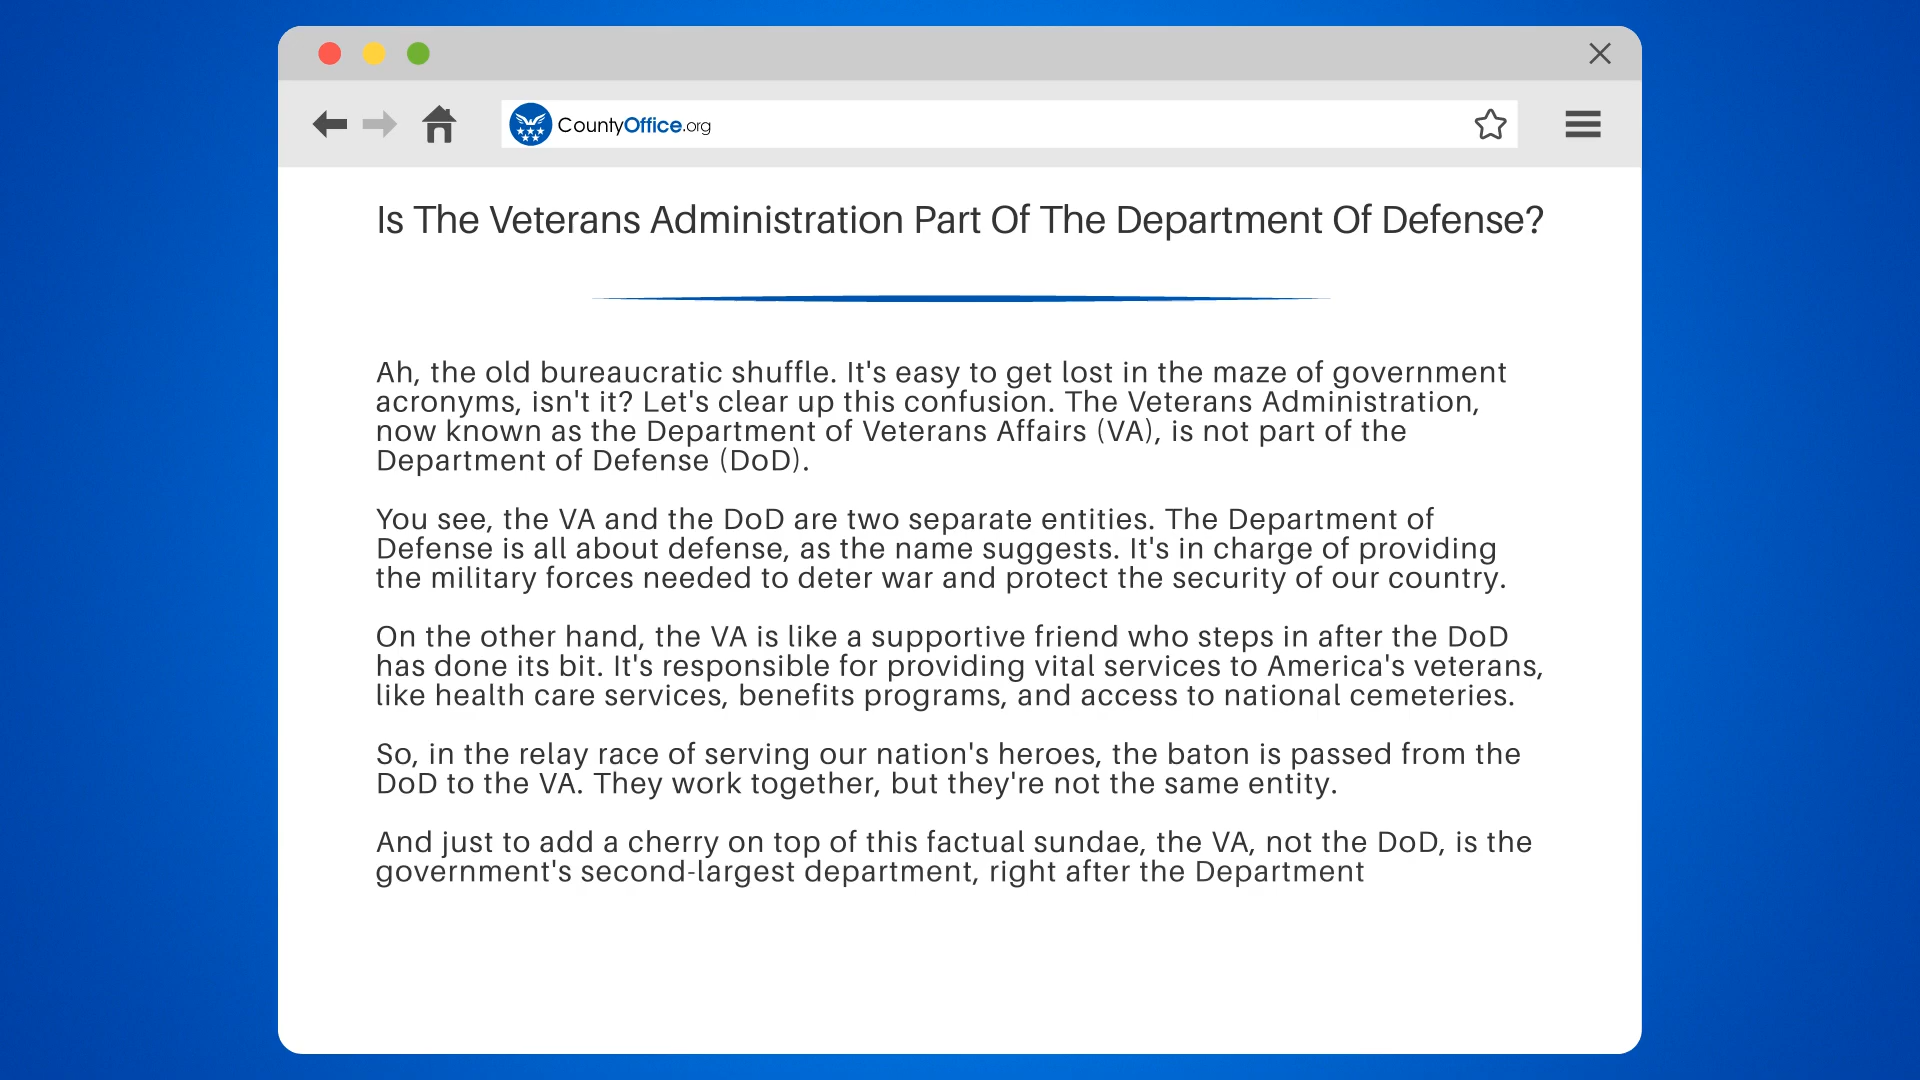 CountyOffice.org
Is The Veterans Administration Part Of The Department Of Defense?
Ah, the old bureaucratic shuffle. It's easy to get lost in the maze of government
acronyms, isn't it? Let's clear up this confusion. The Veterans Administration,
now known as the Department of Veterans Affairs (VA), is not part of the
Department of Defense (DoD).
You see, the VA and the DoD are two separate entities. The Department of
Defense is all about defense, as the name suggests. It's in charge of providing
the military forces needed to deter war and protect the security of our country.
On the other hand, the VA is like a supportive friend who steps in after the DoD
has done its bit. It's responsible for providing vital services to America's veterans,
like health care services, benefits programs, and access to national cemeteries.
So, in the relay race of serving our nation's heroes, the baton is passed from the
DoD to the VA. They work together, but they're not the same entity.
And just to add a cherry on top of this factual sundae, the VA, not the DoD, is the
government's second-largest department, right after the Department